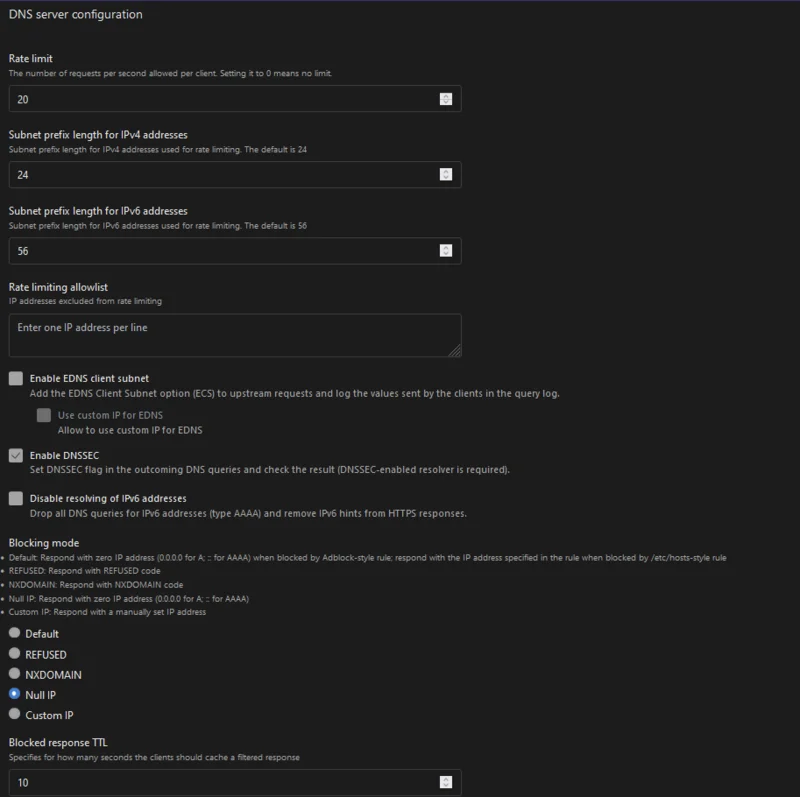 DNS server configuration
Rate limit
The number of requests per second allowed per client. Setting it to 0 means no limit.
20
Subnet prefix length for IPv4 addresses
Subnet prefix length for IPv4 addresses used for rate limiting. The default is 24
24
Subnet prefix length for IPv6 addresses
Subnet prefix length for IPv6 addresses used for rate limiting. The default is 56
56
Rate limiting allowlist
IP addresses excluded from rate limiting
Enter one IP address per line
Enable EDNS client subnet
Add the EDNS Client Subnet option (ECS) to upstream requests and log the values sent by the clients in the query log.
Use custom IP for EDNS
Allow to use custom IP for EDNS
Enable DNSSEC
Set DNSSEC flag in the outcoming DNS queries and check the result (DNSSEC-enabled resolver is required).
Disable resolving of IPv6 addresses
Drop all DNS queries for IPv6 addresses (type AAAA) and remove IPv6 hints from HTTPS responses.
Blocking mode
• Default: Respond with zero IP address (0.0.0.0 for A; :: for AAAA) when blocked by Adblock-style rule; respond with the IP address specified in the rule when blocked by /etc/hosts-style rule
• REFUSED: Respond with REFUSED code
• NXDOMAIN: Respond with NXDOMAIN code
• Null IP: Respond with zero IP address (0.0.0.0 for A; :: for AAAA)
• Custom IP: Respond with a manually set IP address
Default
REFUSED
NXDOMAIN
Null IP
Custom IP
Blocked response TTL
Specifies for how many seconds the clients should cache a filtered response
10